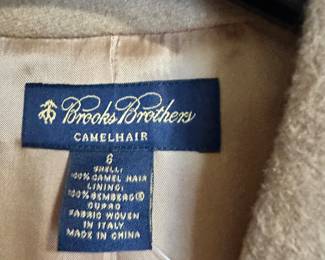 Brooks Brothers
CAMELHAIR
6
SHELL:
100% CAMEL HAIR
LINING:
100% BEMBERG®
CUPRO
FABRIC WOVEN
IN ITALY
MADE IN CHINA